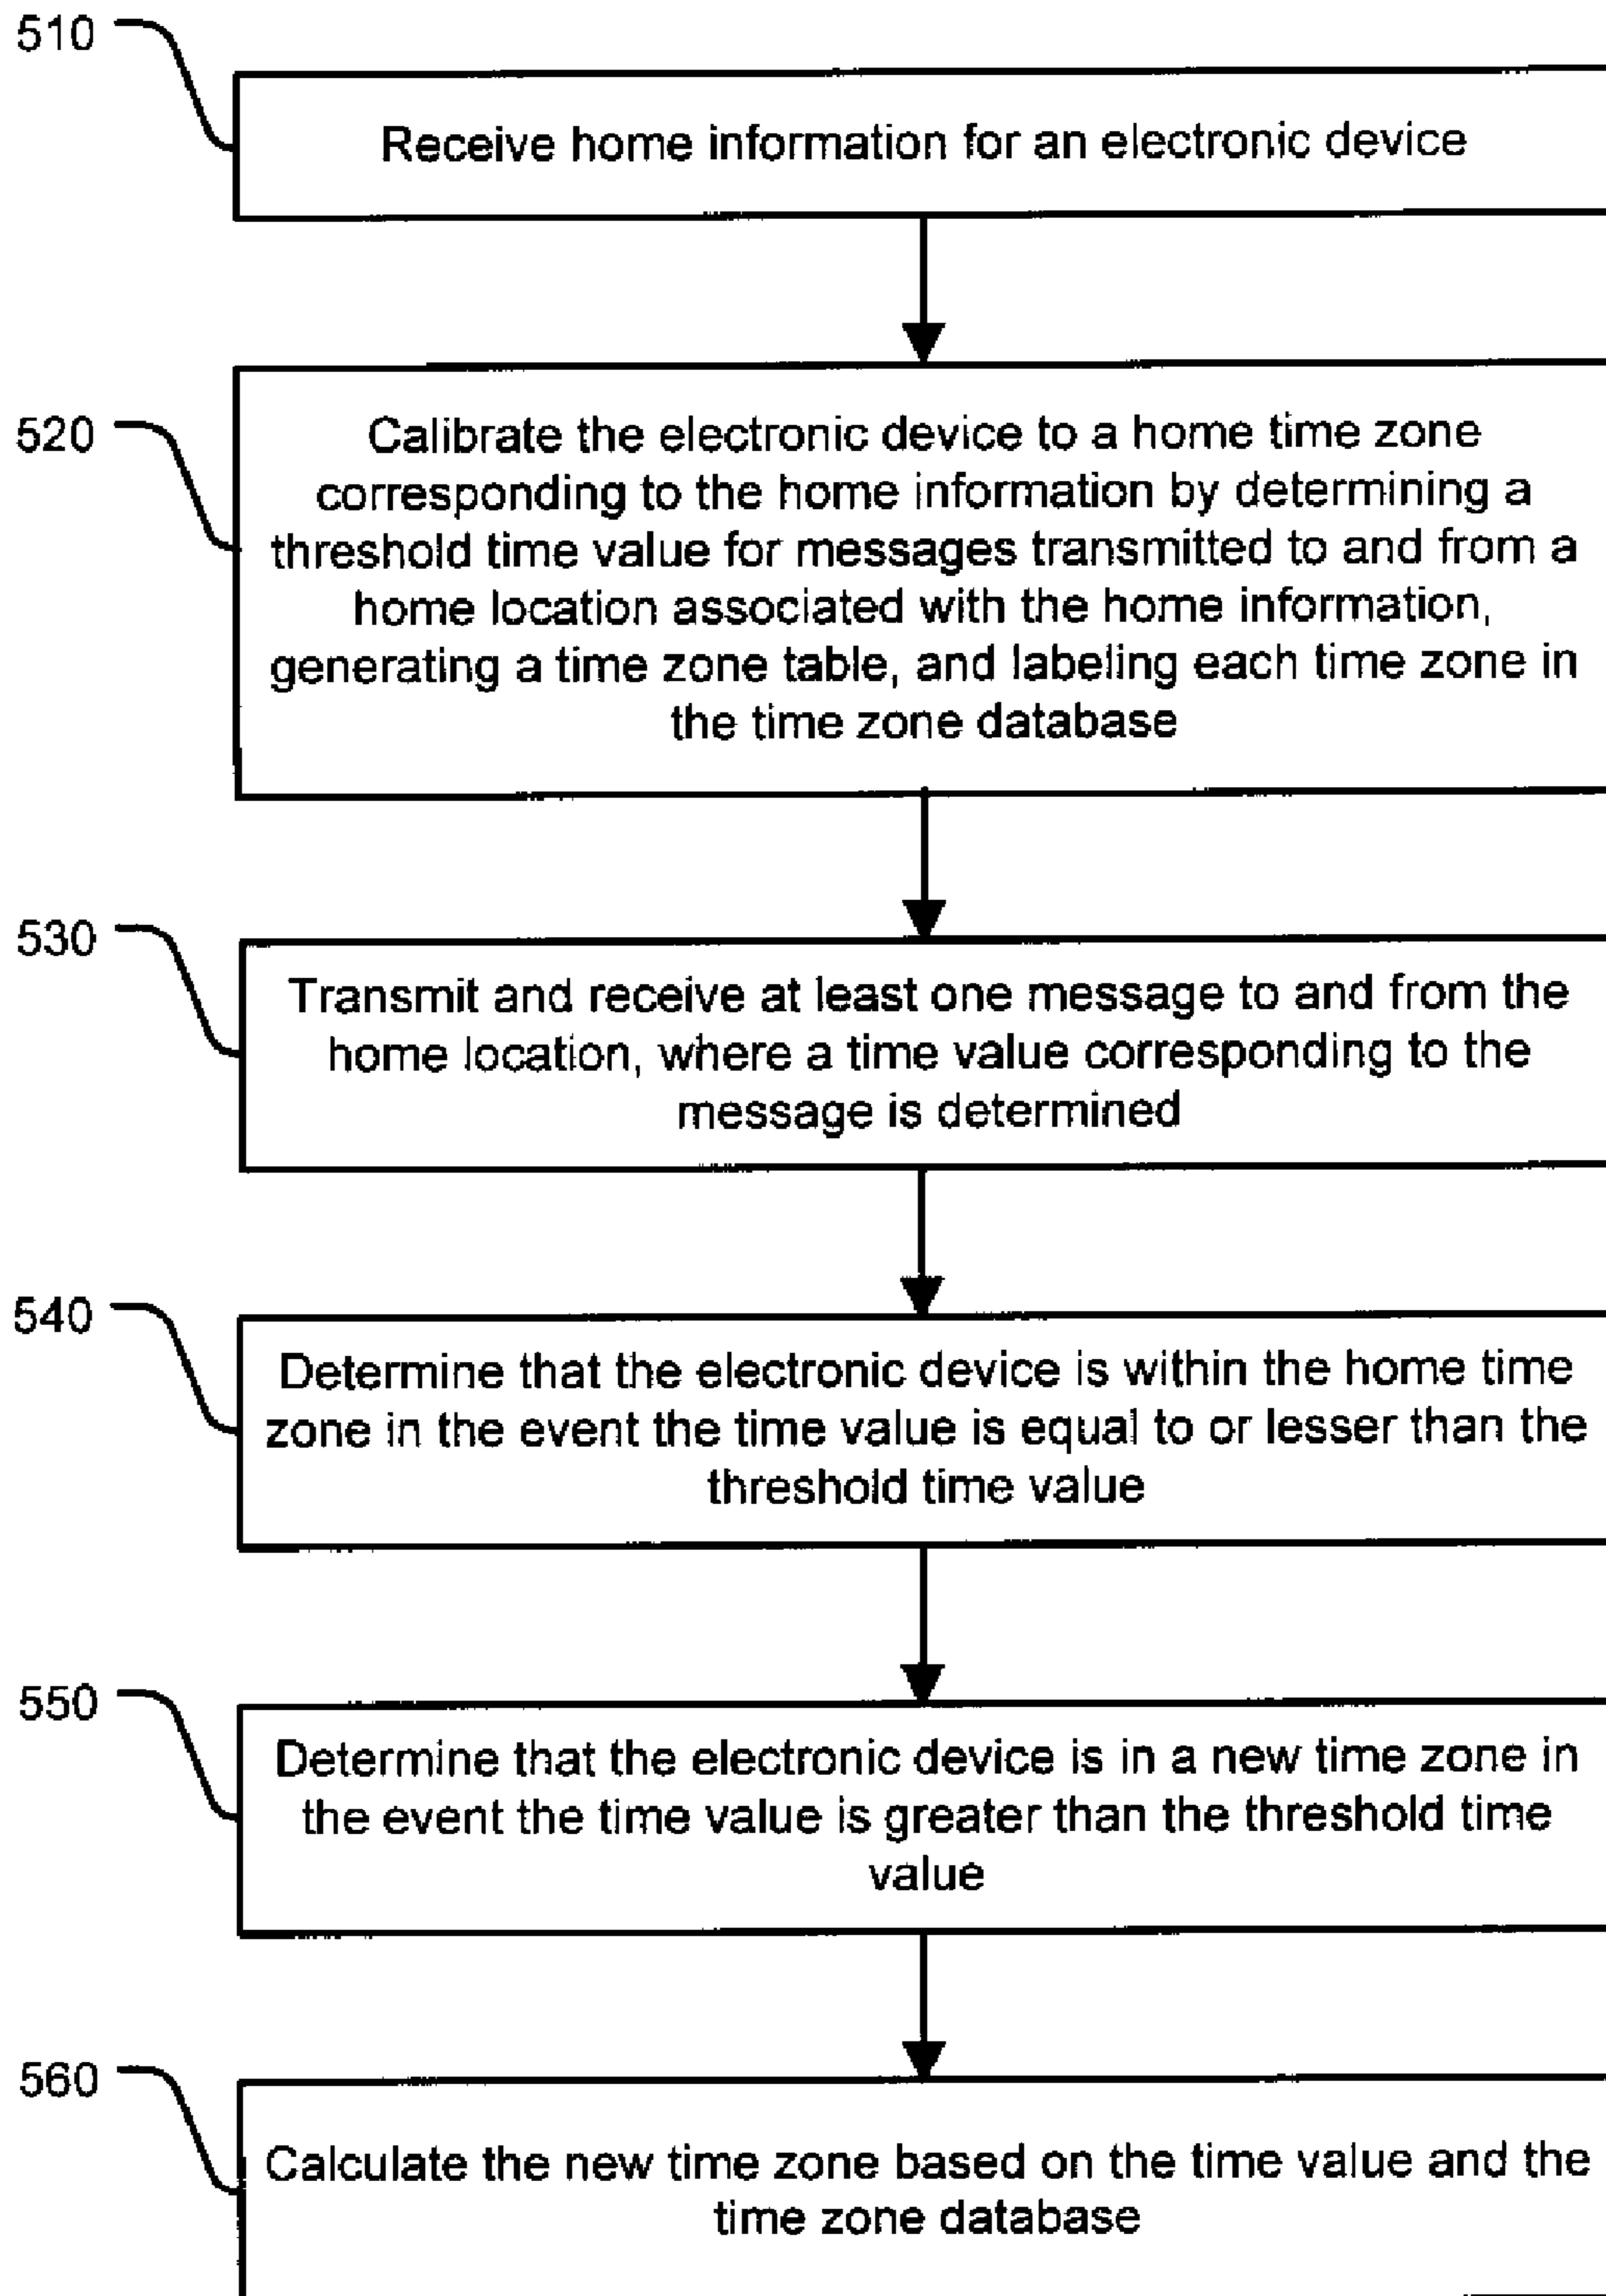 510
Receive home information for an electronic device
520
Calibrate the electronic device to a home time zone
corresponding to the home information by determining a
threshold time value for messages transmitted to and from a
home location associated with the home information,
generating a time zone table, and labeling each time zone in
the time zone database
530
Transmit and receive at least one message to and from the
home location, where a time value corresponding to the
message is determined
540
Determine that the electronic device is within the home time
zone in the event the time value is equal to or lesser than the
threshold time value
550
Determine that the electronic device is in a new time zone in
the event the time value is greater than the threshold time
value
560
Calculate the new time zone based on the time value and the
time zone database